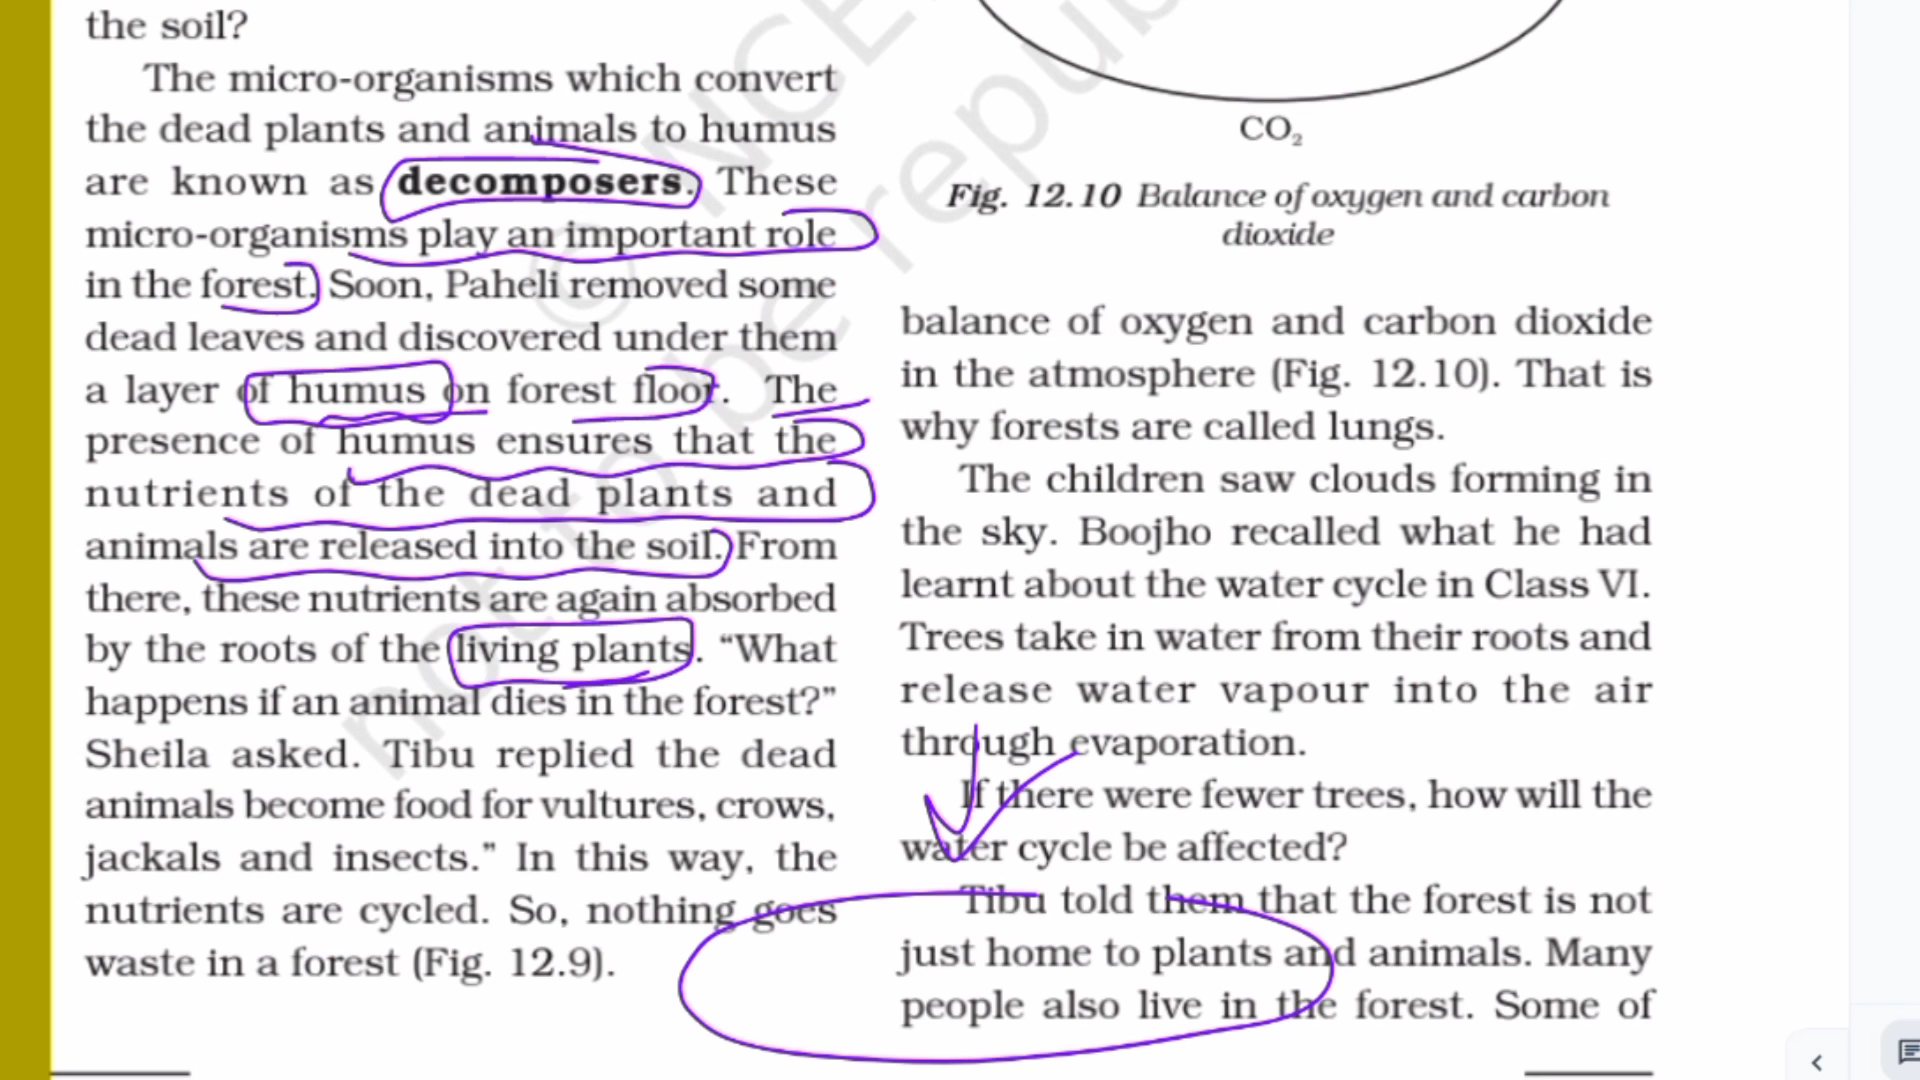 the soil?
The micro-organisms which convert
the dead plants and animals to humus
are known as decomposers. These
micro-organisms play an important role
in the forest. Soon, Paheli removed some
dead leaves and discovered under them
a layer of humus on forest floor. The
presence of humus ensures that the
nutrients of the dead plants and
animals are released into the soil. From
there, these nutrients are again absorbed
by the roots of the living plants. “What
happens if an animal dies in the forest?”
Sheila asked. Tibu replied the dead
animals become food for vultures, crows,
jackals and insects.” In this way, the
nutrients are cycled. So, nothing goes
waste in a forest (Fig. 12.9).
CO₂
Fig. 12.10 Balance of oxygen and carbon
dioxide
balance of oxygen and carbon dioxide
in the atmosphere (Fig. 12.10). That is
why forests are called lungs.
The children saw clouds forming in
the sky. Boojho recalled what he had
learnt about the water cycle in Class VI.
Trees take in water from their roots and
release water vapour into the air
through evaporation.
If there were fewer trees, how will the
water cycle be affected?
Tibu told them that the forest is not
just home to plants and animals. Many
people also live in the forest. Some of
© NCE
not to be repub